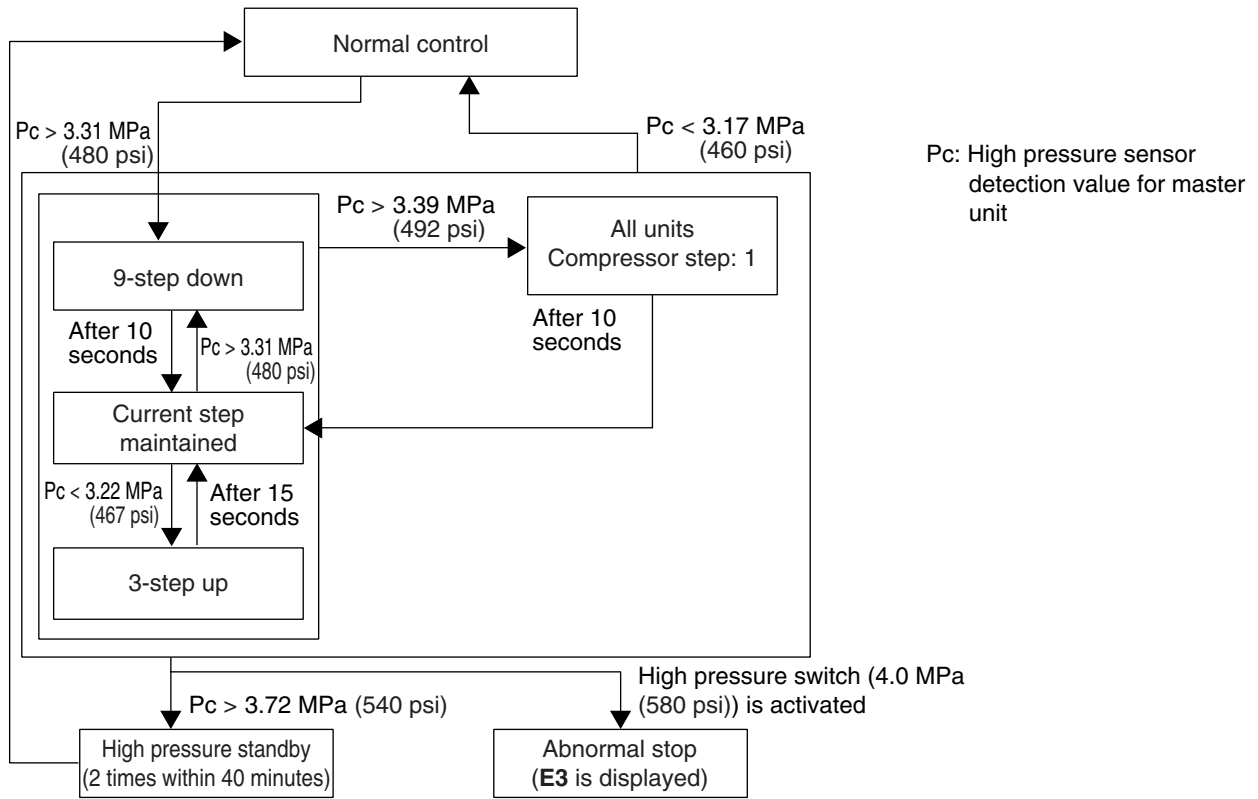 Normal control
Pc > 3.31 MPa
(480 psi)
Pc < 3.17 MPa
(460 psi)
Pc: High pressure sensor
detection value for master
unit
Pc > 3.39 MPa
(492 psi)
All units
Compressor step: 1
9-step down
After 10
seconds
Pc > 3.31 MPa
(480 psi)
After 10
seconds
Current step
maintained
Pc < 3.22 MPa
(467 psi)
After 15
seconds
3-step up
Pc > 3.72 MPa (540 psi)
High pressure switch (4.0 MPa
(580 psi)) is activated
High pressure standby
(2 times within 40 minutes)
Abnormal stop
(E3 is displayed)